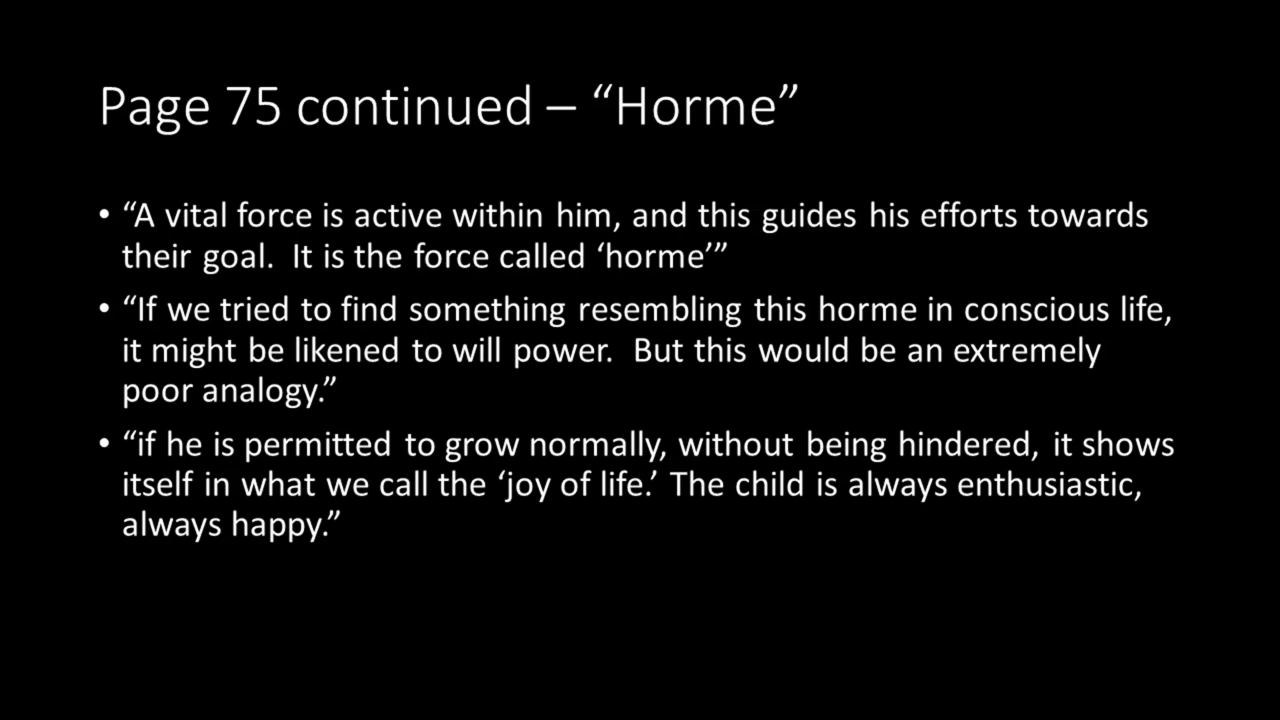 Page 75 continued – “Horme”
• “A vital force is active within him, and this guides his efforts towards
their goal.  It is the force called ‘horme’”
• “If we tried to find something resembling this horme in conscious life,
it might be likened to will power.  But this would be an extremely
poor analogy.”
• “if he is permitted to grow normally, without being hindered, it shows
itself in what we call the ‘joy of life.’ The child is always enthusiastic,
always happy.”